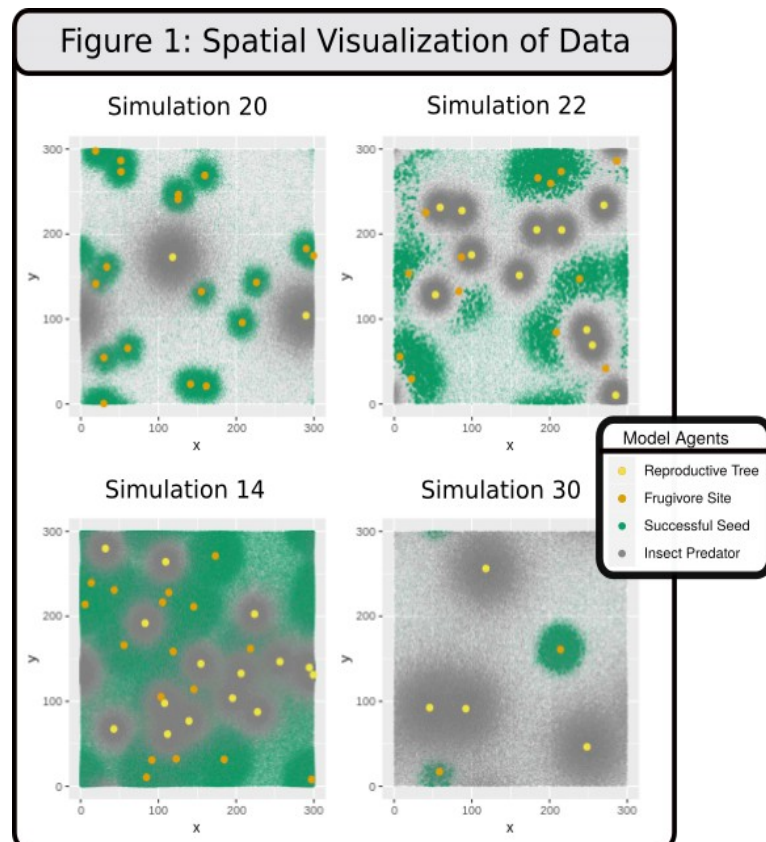 Figure 1: Spatial Visualization of Data
Simulation 20
Simulation 22
300
200
y
100
0
0
100
200
300
x
300
200
y
100
0
0
100
200
300
x
Model Agents
Reproductive Tree
Frugivore Site
Successful Seed
Insect Predator
Simulation 14
Simulation 30
300
200
y
100
0
0
100
200
300
x
300
200
y
100
0
0
100
200
300
x